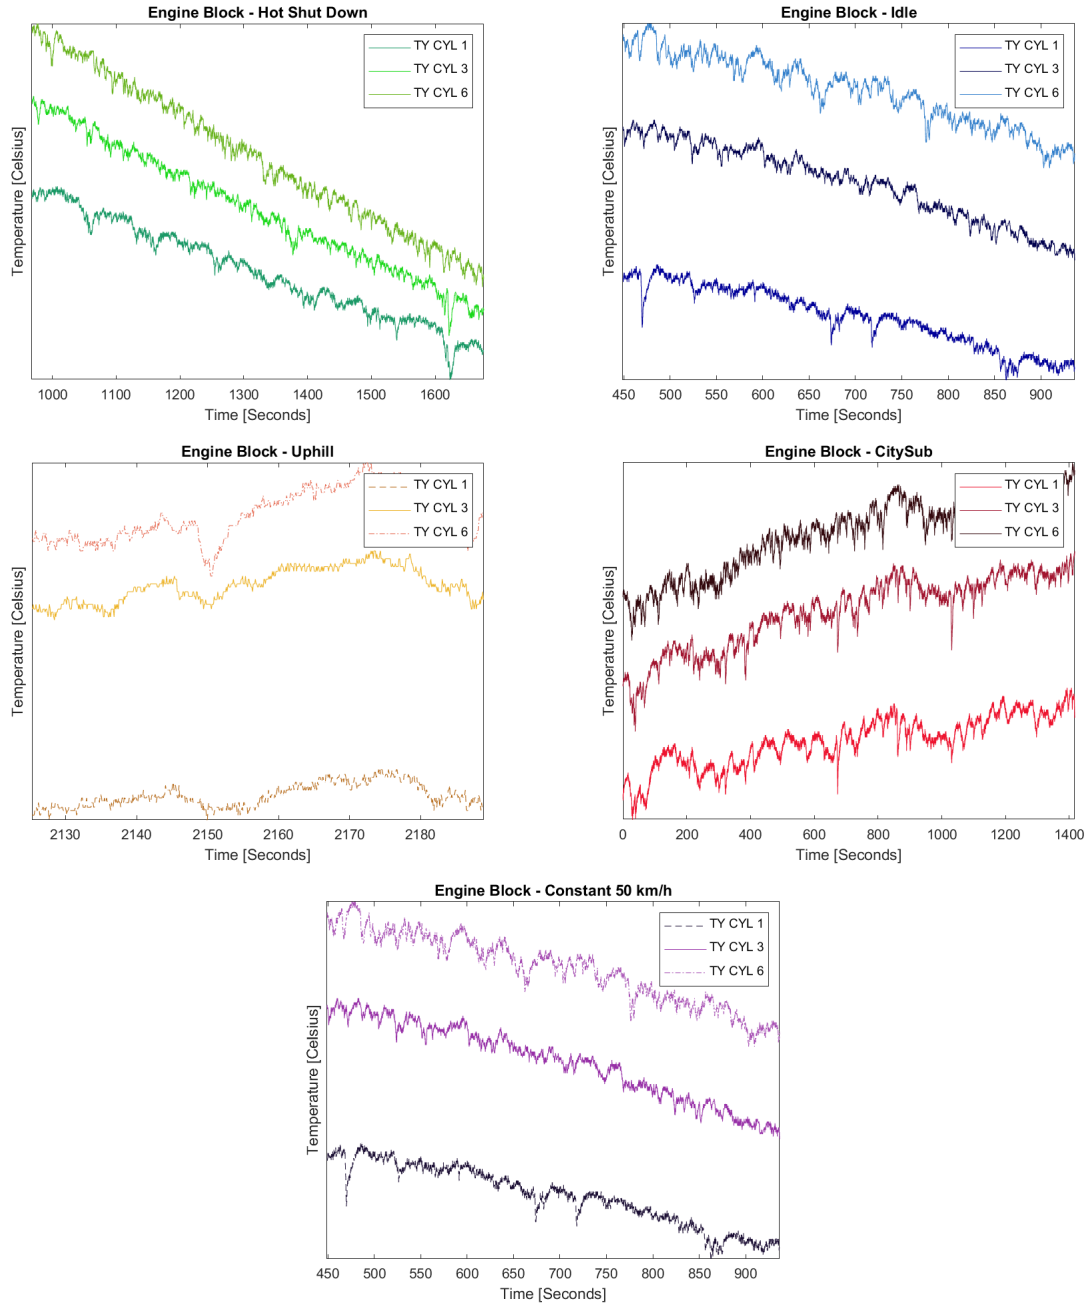 Engine Block - Hot Shut Down
TY CYL 1
TY CYL 3
TY CYL 6
Temperature [Celsius]
1000 1100 1200 1300 1400 1500 1600
Time [Seconds]
Engine Block - Idle
TY CYL 1
TY CYL 3
TY CYL 6
Temperature [Celsius]
450 500 550 600 650 700 750 800 850 900
Time [Seconds]
Engine Block - Uphill
TY CYL 1
TY CYL 3
TY CYL 6
Temperature [Celsius]
2130 2140 2150 2160 2170 2180
Time [Seconds]
Engine Block - CitySub
TY CYL 1
TY CYL 3
TY CYL 6
Temperature [Celsius]
0 200 400 600 800 1000 1200 1400
Time [Seconds]
Engine Block - Constant 50 km/h
TY CYL 1
TY CYL 3
TY CYL 6
Temperature [Celsius]
450 500 550 600 650 700 750 800 850 900
Time [Seconds]